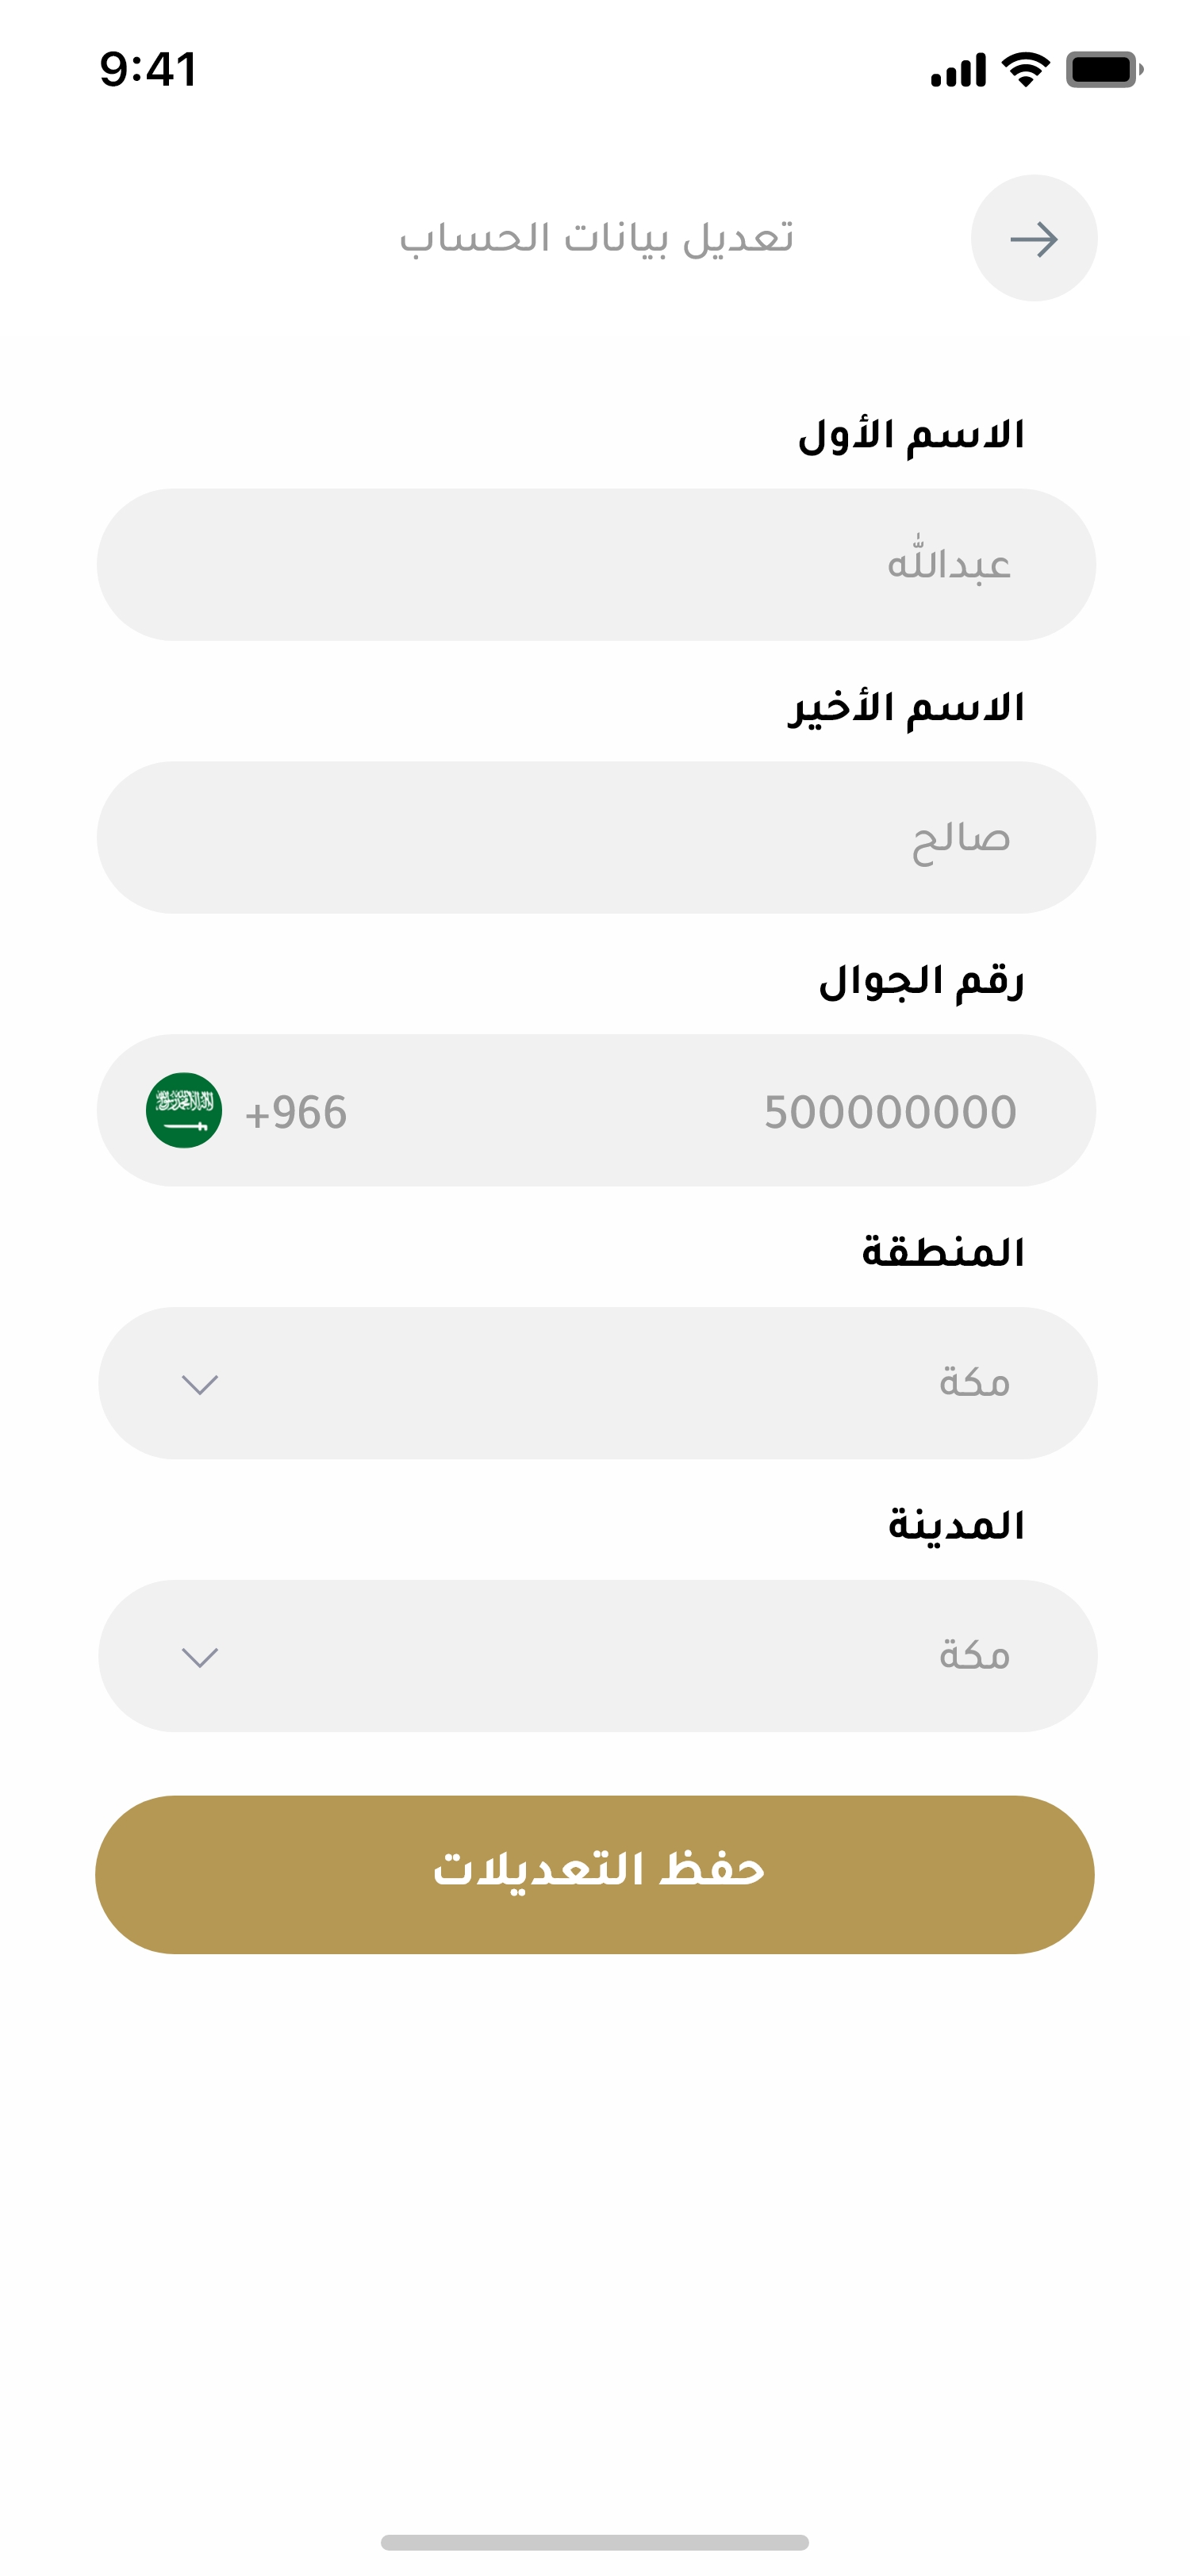 9:41
تعديل بيانات الحساب
الاسم الأول
عبدالله
الاسم الأخير
صالح
رقم الجوال
500000000 +966
المنطقة
مكة
المدينة
مكة
حفظ التعديلات